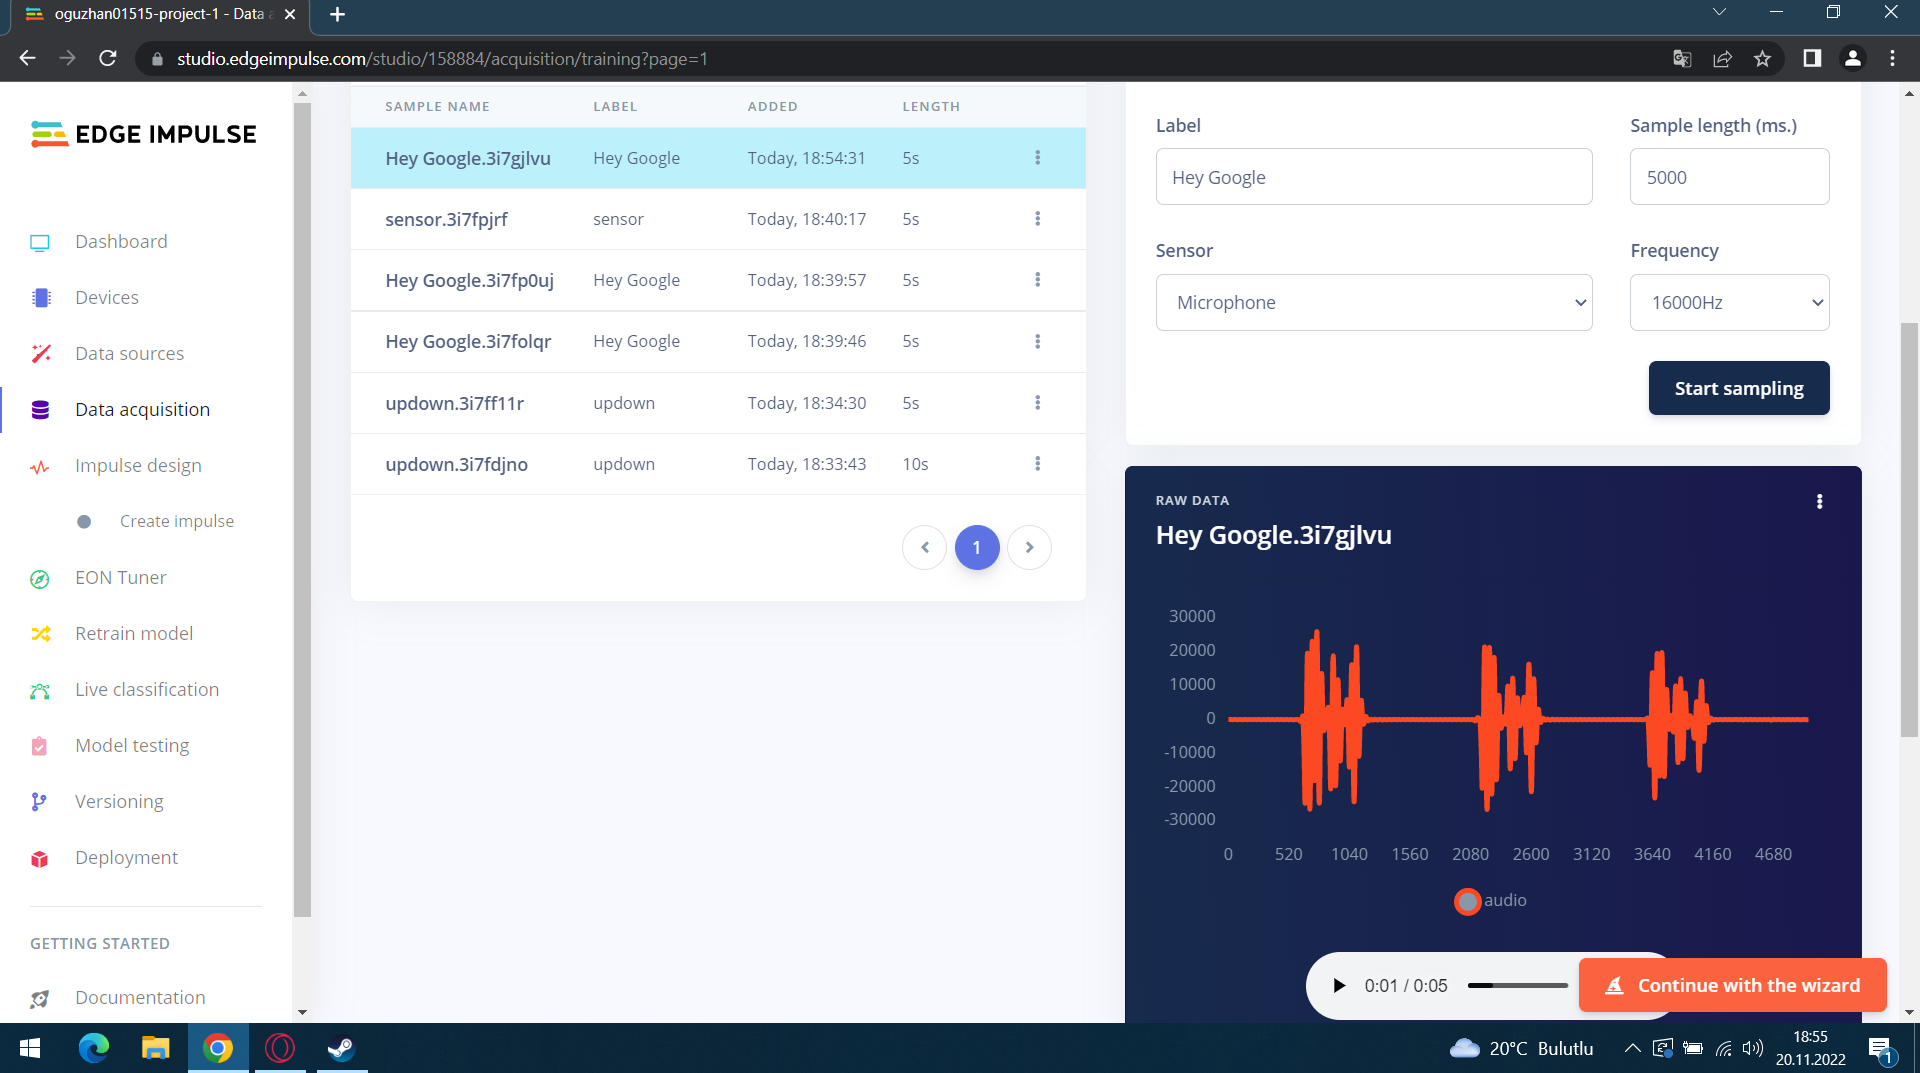 oguzhan01515-project-1 - Data a
studio.edgeimpulse.com/studio/158884/acquisition/training?page=1
EDGE IMPULSE
Dashboard
Devices
Data sources
Data acquisition
Impulse design
Create impulse
EON Tuner
Retrain model
Live classification
Model testing
Versioning
Deployment
GETTING STARTED
Documentation
SAMPLE NAME LABEL ADDED LENGTH
Hey Google.3i7gjlvu Hey Google Today, 18:54:31 5s
sensor.3i7fpjrf sensor Today, 18:40:17 5s
Hey Google.3i7fp0uj Hey Google Today, 18:39:57 5s
Hey Google.3i7folqr Hey Google Today, 18:39:46 5s
updown.3i7ff11r updown Today, 18:34:30 5s
updown.3i7fdjno updown Today, 18:33:43 10s
1
Label Sample length (ms.)
Hey Google 5000
Sensor Frequency
Microphone 16000Hz
Start sampling
RAW DATA
Hey Google.3i7gjlvu
30000
20000
10000
0
-10000
-20000
-30000
0 520 1040 1560 2080 2600 3120 3640 4160 4680
audio
0:01 / 0:05
Continue with the wizard
20°C Bulutlu
18:55
20.11.2022
1